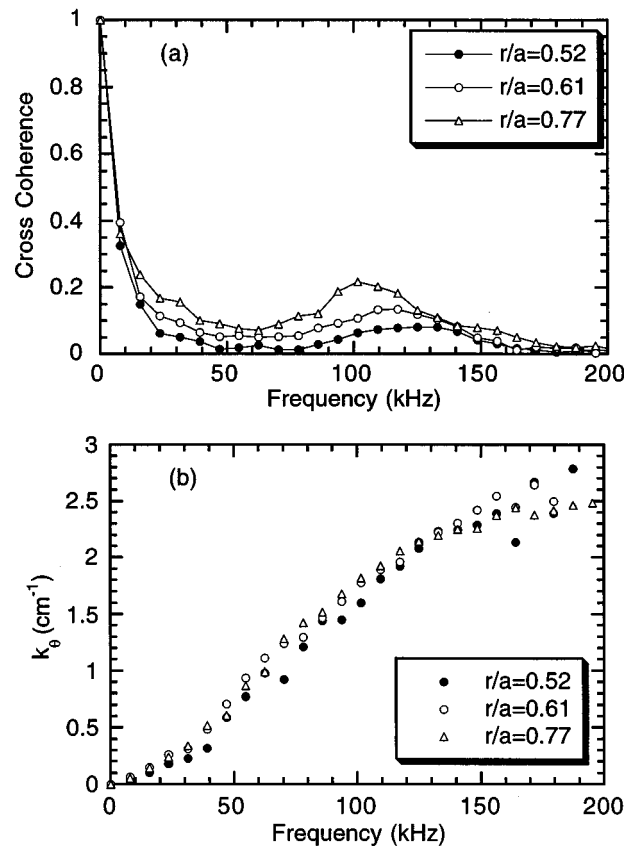 (a)
r/a=0.52
r/a=0.61
r/a=0.77
Cross Coherence
1
0.8
0.6
0.4
0.2
0
0 50 100 150 200
Frequency (kHz)
(b)
kθ (cm⁻¹)
3
2.5
2
1.5
1
0.5
0
r/a=0.52
r/a=0.61
r/a=0.77
0 50 100 150 200
Frequency (kHz)